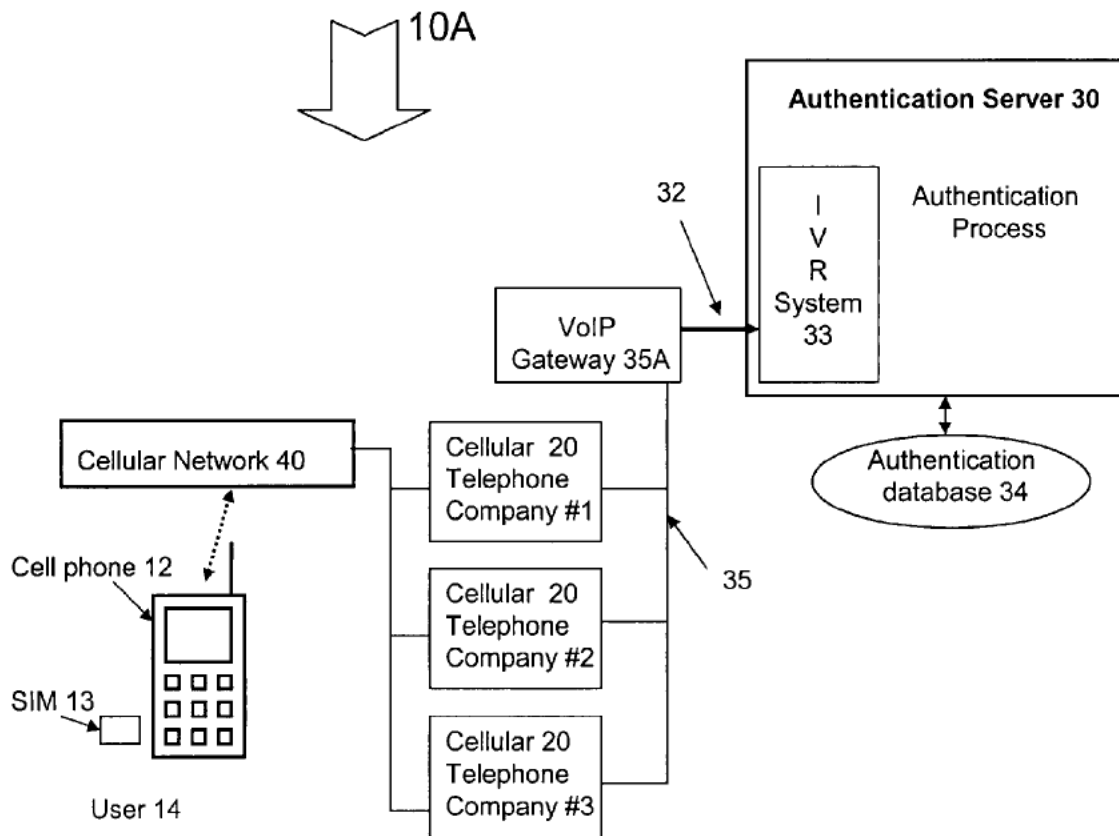 10A
Authentication Server 30
I
V
R
System
33
Authentication
Process
32
VoIP
Gateway 35A
Authentication
database 34
Cellular Network 40
Cellular 20
Telephone
Company #1
35
Cell phone 12
Cellular 20
Telephone
Company #2
SIM 13
Cellular 20
Telephone
Company #3
User 14